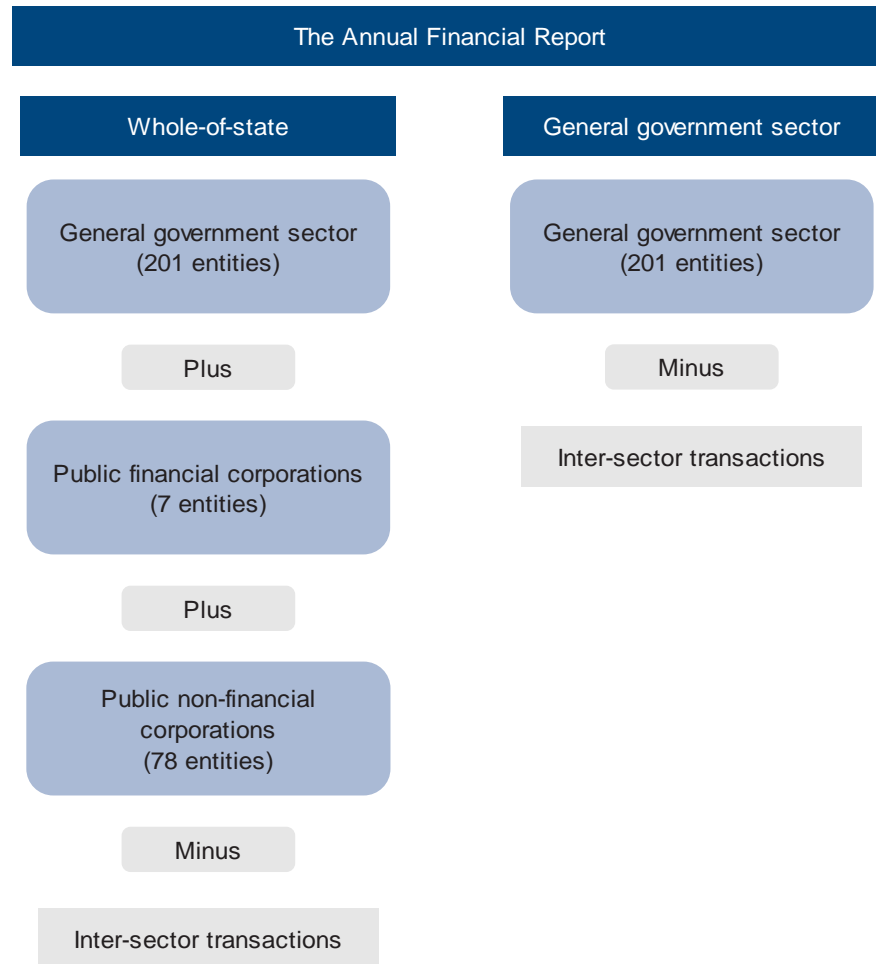 The Annual Financial Report
Whole-of-state
General government sector
(201 entities)
Plus
Public financial corporations
(7 entities)
Plus
Public non-financial
corporations
(78 entities)
Minus
Inter-sector transactions
General government sector
General government sector
(201 entities)
Minus
Inter-sector transactions